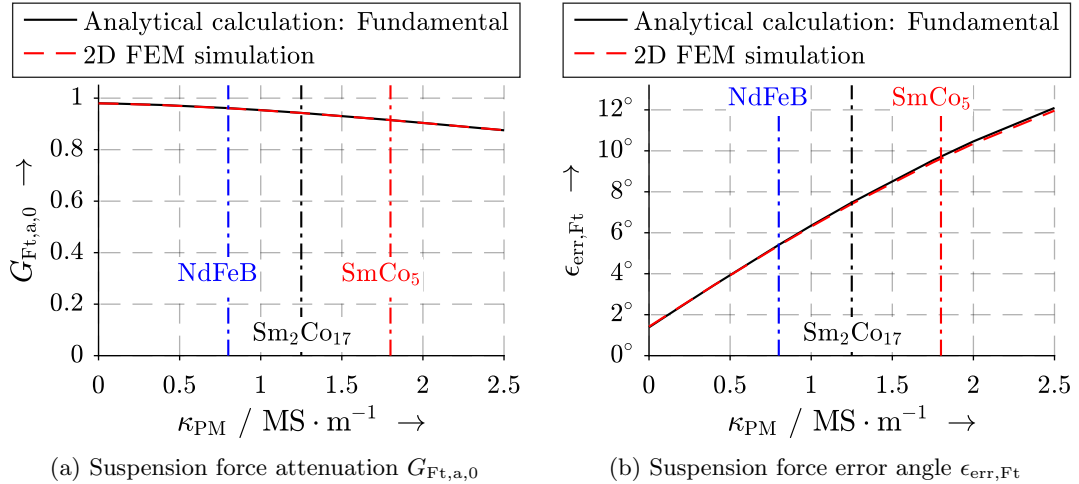 Analytical calculation: Fundamental
2D FEM simulation
1
0.8
0.6
0.4
0.2
0
G_Ft,a,0 →
NdFeB
SmCo₅
Sm₂Co₁₇
0 0.5 1 1.5 2 2.5
κ_PM / MS · m⁻¹ →
(a) Suspension force attenuation G_Ft,a,0
Analytical calculation: Fundamental
2D FEM simulation
12°
10°
8°
6°
4°
2°
0°
ϵ_err,Ft →
NdFeB
SmCo₅
Sm₂Co₁₇
0 0.5 1 1.5 2 2.5
κ_PM / MS · m⁻¹ →
(b) Suspension force error angle ϵ_err,Ft